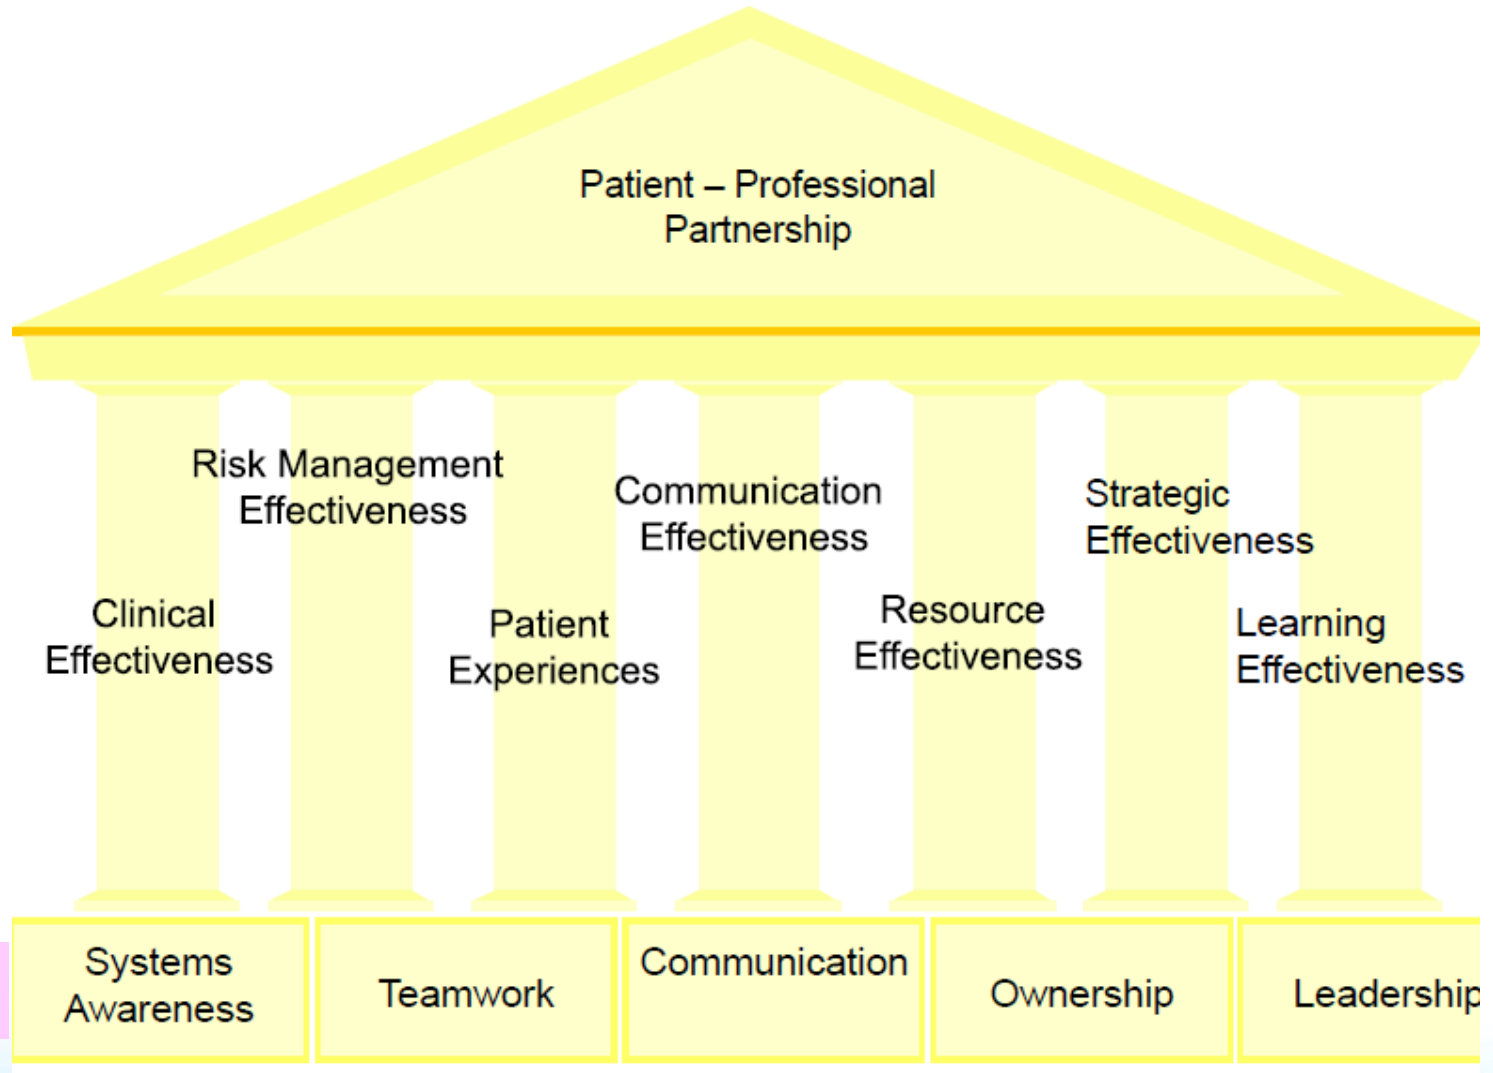 Patient – Professional
Partnership
Risk Management
Effectiveness
Communication
Effectiveness
Strategic
Effectiveness
Clinical
Effectiveness
Patient
Experiences
Resource
Effectiveness
Learning
Effectiveness
Systems
Awareness
Teamwork
Communication
Ownership
Leadership